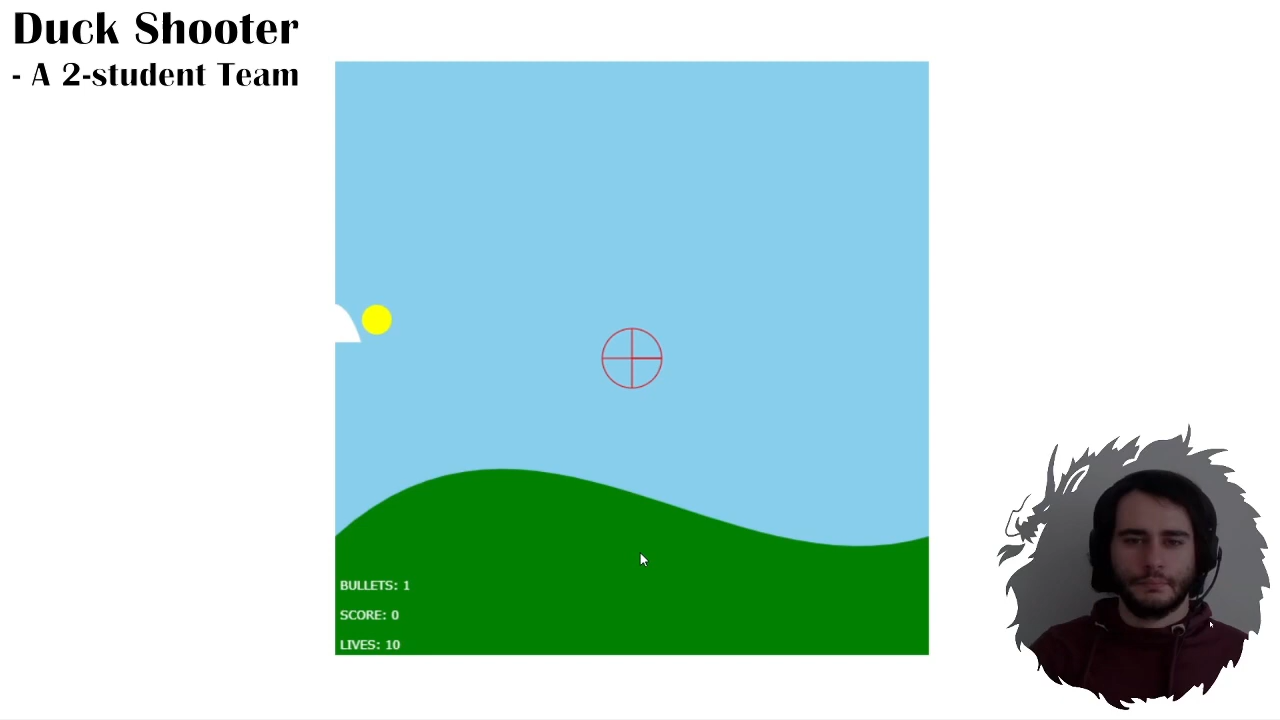 Duck Shooter
- A 2-student Team
BULLETS: 1
SCORE: 0
LIVES: 10